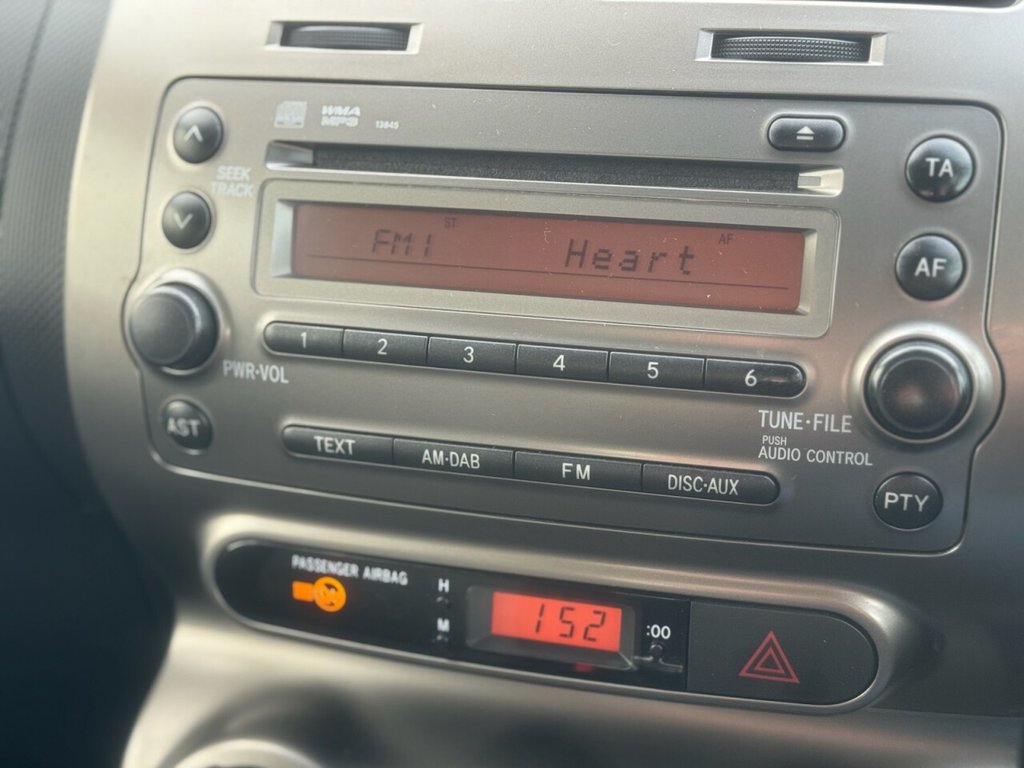 WMA
MP3
13845
SEEK
TRACK
TA
ST
AF
FM1 Heart
AF
1 2 3 4 5 6
PWR·VOL
TUNE·FILE
PUSH
AUDIO CONTROL
AST
TEXT AM·DAB FM DISC·AUX
PTY
PASSENGER AIRBAG
H
M
152
:00